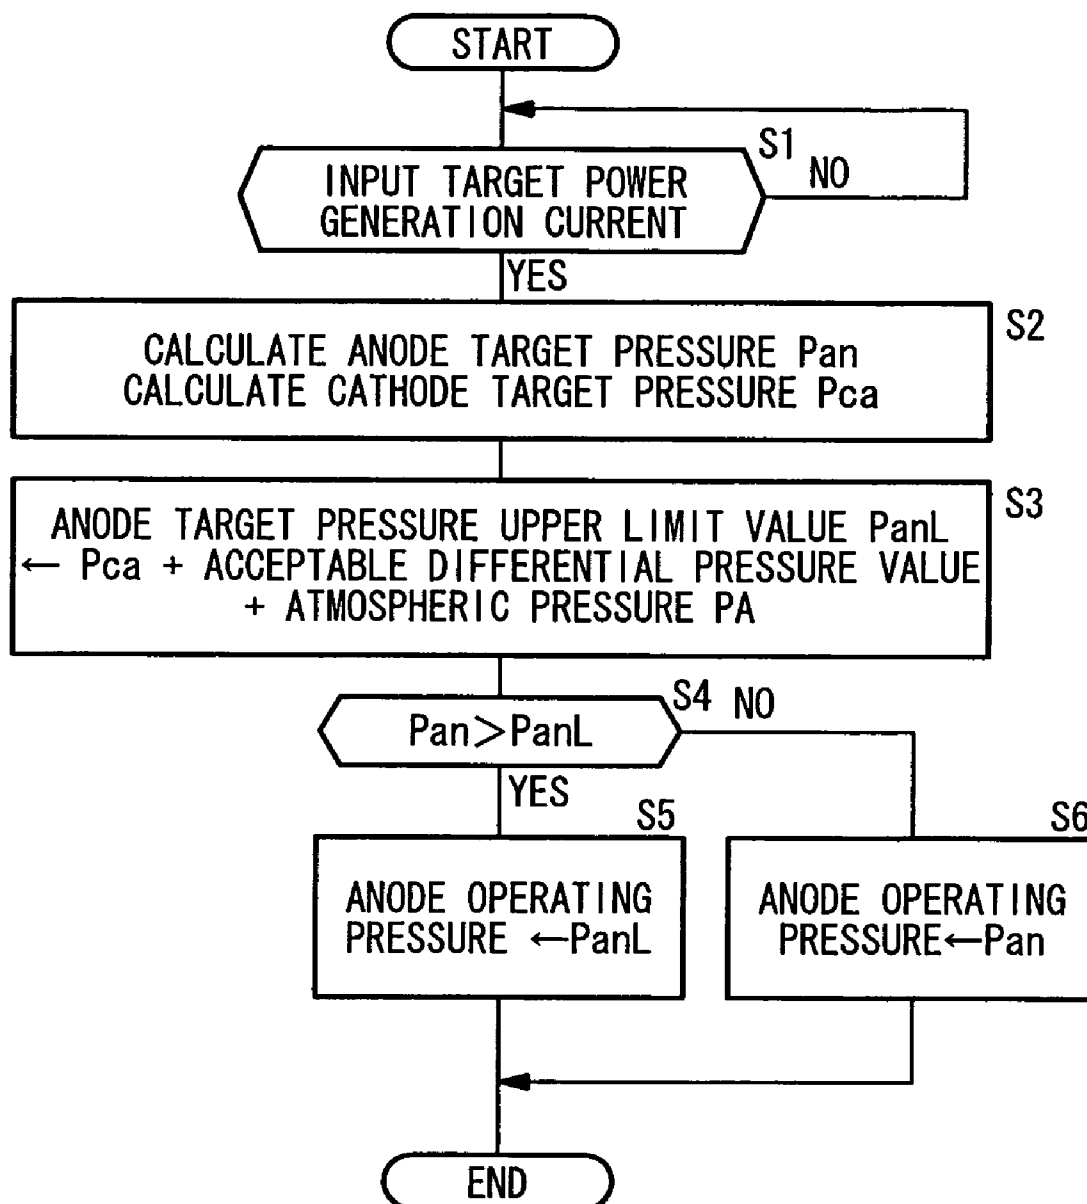 START
S1
NO
INPUT TARGET POWER
GENERATION CURRENT
YES
S2
CALCULATE ANODE TARGET PRESSURE Pan
CALCULATE CATHODE TARGET PRESSURE Pca
S3
ANODE TARGET PRESSURE UPPER LIMIT VALUE PanL
← Pca + ACCEPTABLE DIFFERENTIAL PRESSURE VALUE
+ ATMOSPHERIC PRESSURE PA
S4 NO
Pan>PanL
YES
S5
S6
ANODE OPERATING
PRESSURE ←PanL
ANODE OPERATING
PRESSURE←Pan
END